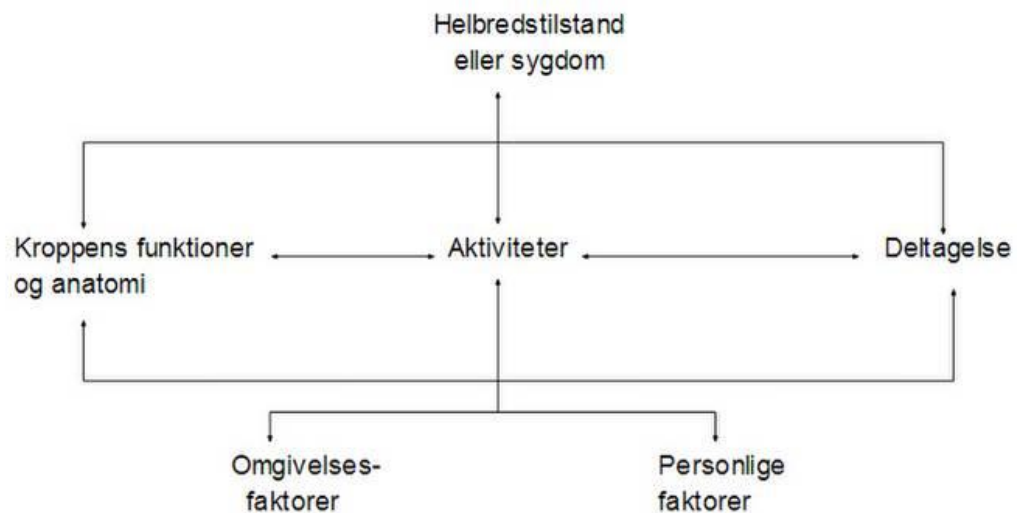 Helbredstilstand
eller sygdom
Kroppens funktioner
og anatomi
Aktiviteter
Deltagelse
Omgivelses-
faktorer
Personlige
faktorer